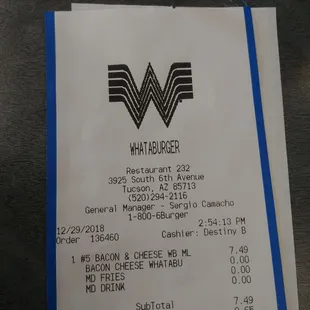 WHATABURGER
Restaurant 232
3925 South 6th Avenue
Tucson, AZ 85713
(520)294-2116
General Manager - Sergio Camacho
1-800-6Burger
12/29/2018 2:54:13 PM
Order 136460 Cashier: Destiny B
1 #5 BACON & CHEESE WB ML 7.49
BACON CHEESE WHATABU 0.00
MD FRIES 0.00
MD DRINK 0.00
SubTotal 7.49